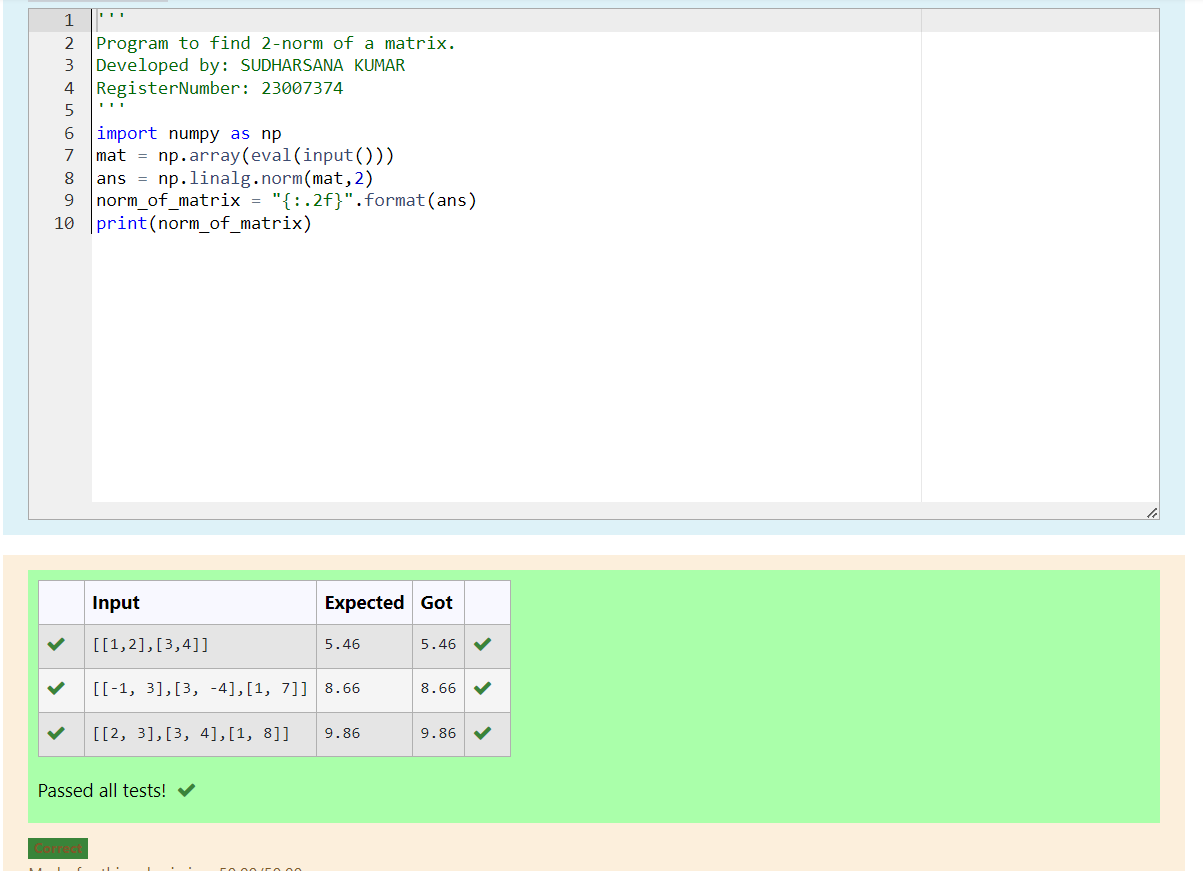 1 '''
2 Program to find 2-norm of a matrix.
3 Developed by: SUDHARSANA KUMAR
4 RegisterNumber: 23007374
5 '''
6 import numpy as np
7 mat = np.array(eval(input()))
8 ans = np.linalg.norm(mat,2)
9 norm_of_matrix = "{:.2f}".format(ans)
10 print(norm_of_matrix)
Input Expected Got
[[1,2],[3,4]] 5.46 5.46
[[-1, 3],[3, -4],[1, 7]] 8.66 8.66
[[2, 3],[3, 4],[1, 8]] 9.86 9.86
Passed all tests!
Correct